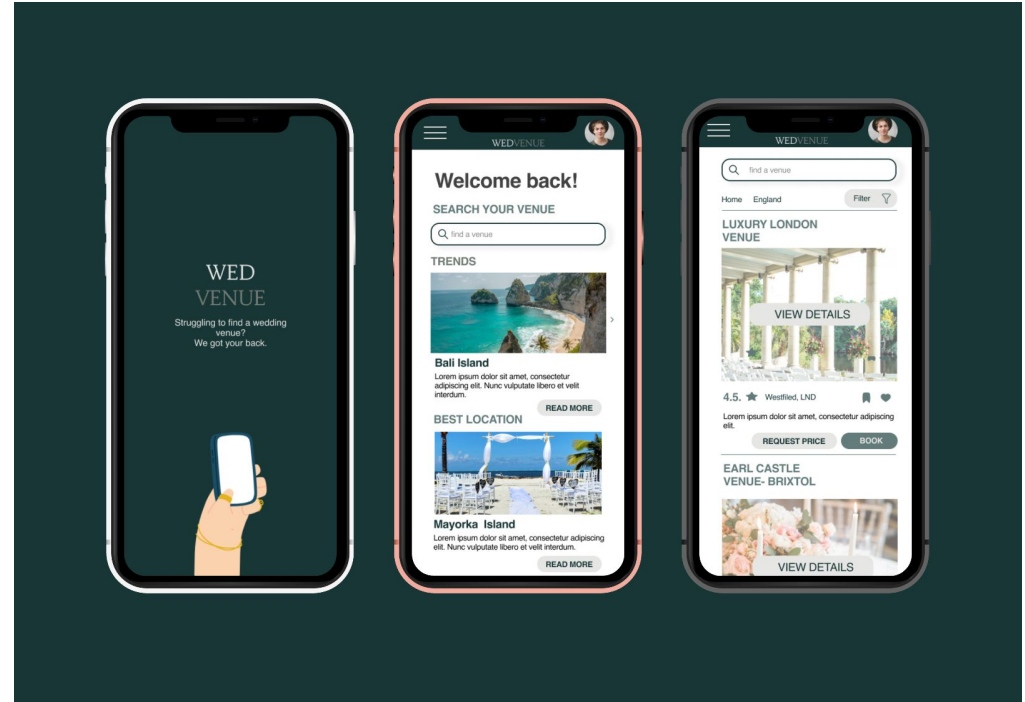 WED
VENUE
Struggling to find a wedding
venue?
We got your back.
WEDVENUE
Welcome back!
SEARCH YOUR VENUE
find a venue
TRENDS
Bali Island
Lorem ipsum dolor sit amet, consectetur
adipiscing elit. Nunc vulputate libero et velit
interdum.
READ MORE
BEST LOCATION
Mayorka Island
Lorem ipsum dolor sit amet, consectetur adipiscing
elit. Nunc vulputate libero et velit interdum.
READ MORE
WEDVENUE
find a venue
Home England Filter
LUXURY LONDON
VENUE
VIEW DETAILS
4.5. Westfiled, LND
Lorem ipsum dolor sit amet, consectetur adipiscing
elit.
REQUEST PRICE BOOK
EARL CASTLE
VENUE- BRIXTOL
VIEW DETAILS